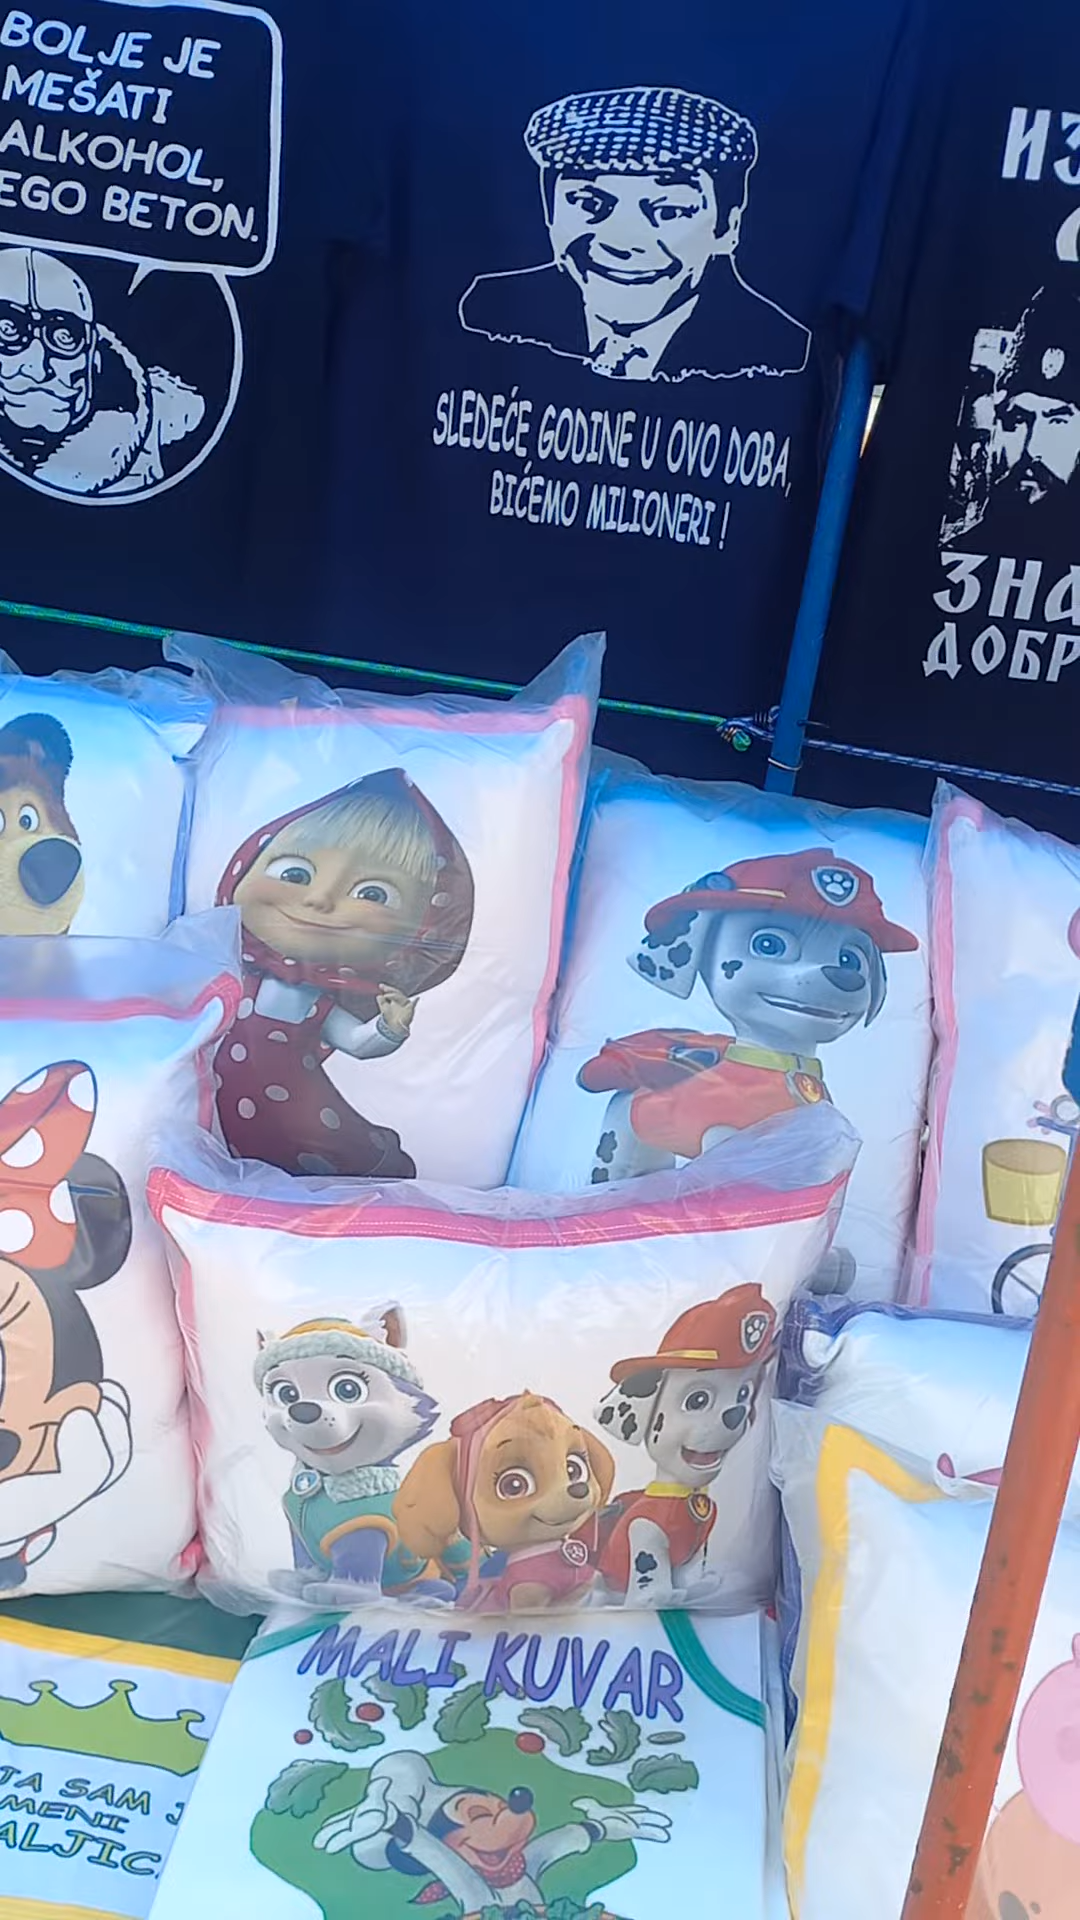 BOLJE JE
MEŠATI
ALKOHOL,
EGO BETON.
SLEDEĆE GODINE U OVO DOBA,
BIĆEMO MILIONERI!
ИЗ
ЗНА
ДОБР
MALI KUVAR
TA SAM J
MENI
ALJIC